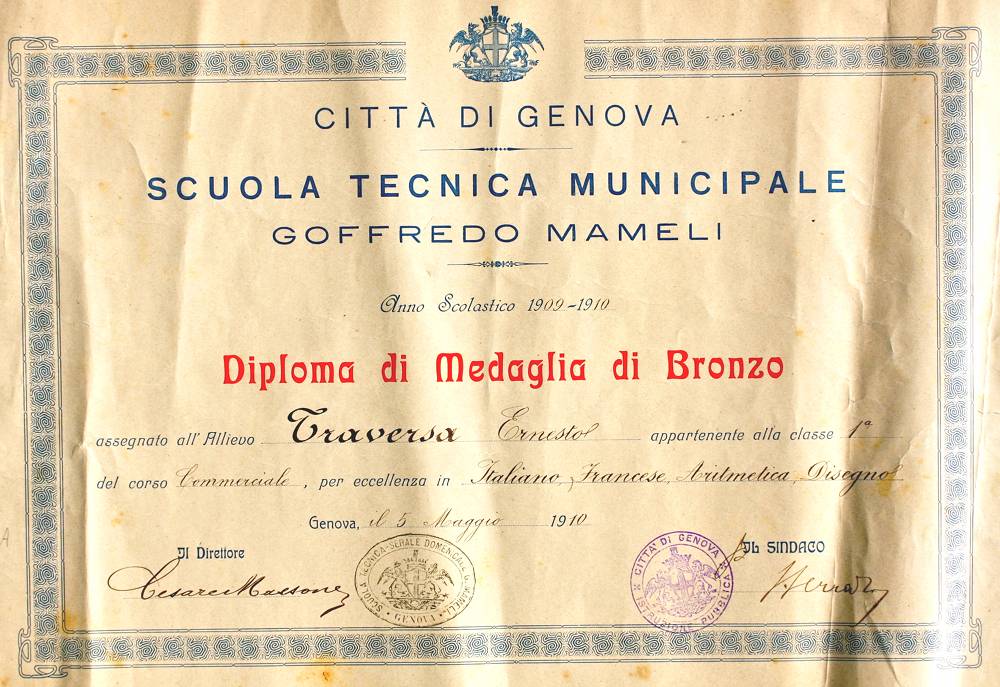 CITTÀ DI GENOVA
SCUOLA TECNICA MUNICIPALE
GOFFREDO MAMELI
Anno Scolastico 1909-1910
Diploma di Medaglia di Bronzo
assegnato all'Allievo Traversa Ernesto appartenente alla classe 1ª
del corso Commerciale, per eccellenza in Italiano, Francese, Aritmetica, Disegno
Genova, il 5 Maggio 1910
Il Direttore
IL SINDACO
SCUOLA TECNICA-SERALE DOMENICALE G. MAMELI
GENOVA
CITTÀ DI GENOVA
ISTRUZIONE PUBBLICA
Cesare Massone